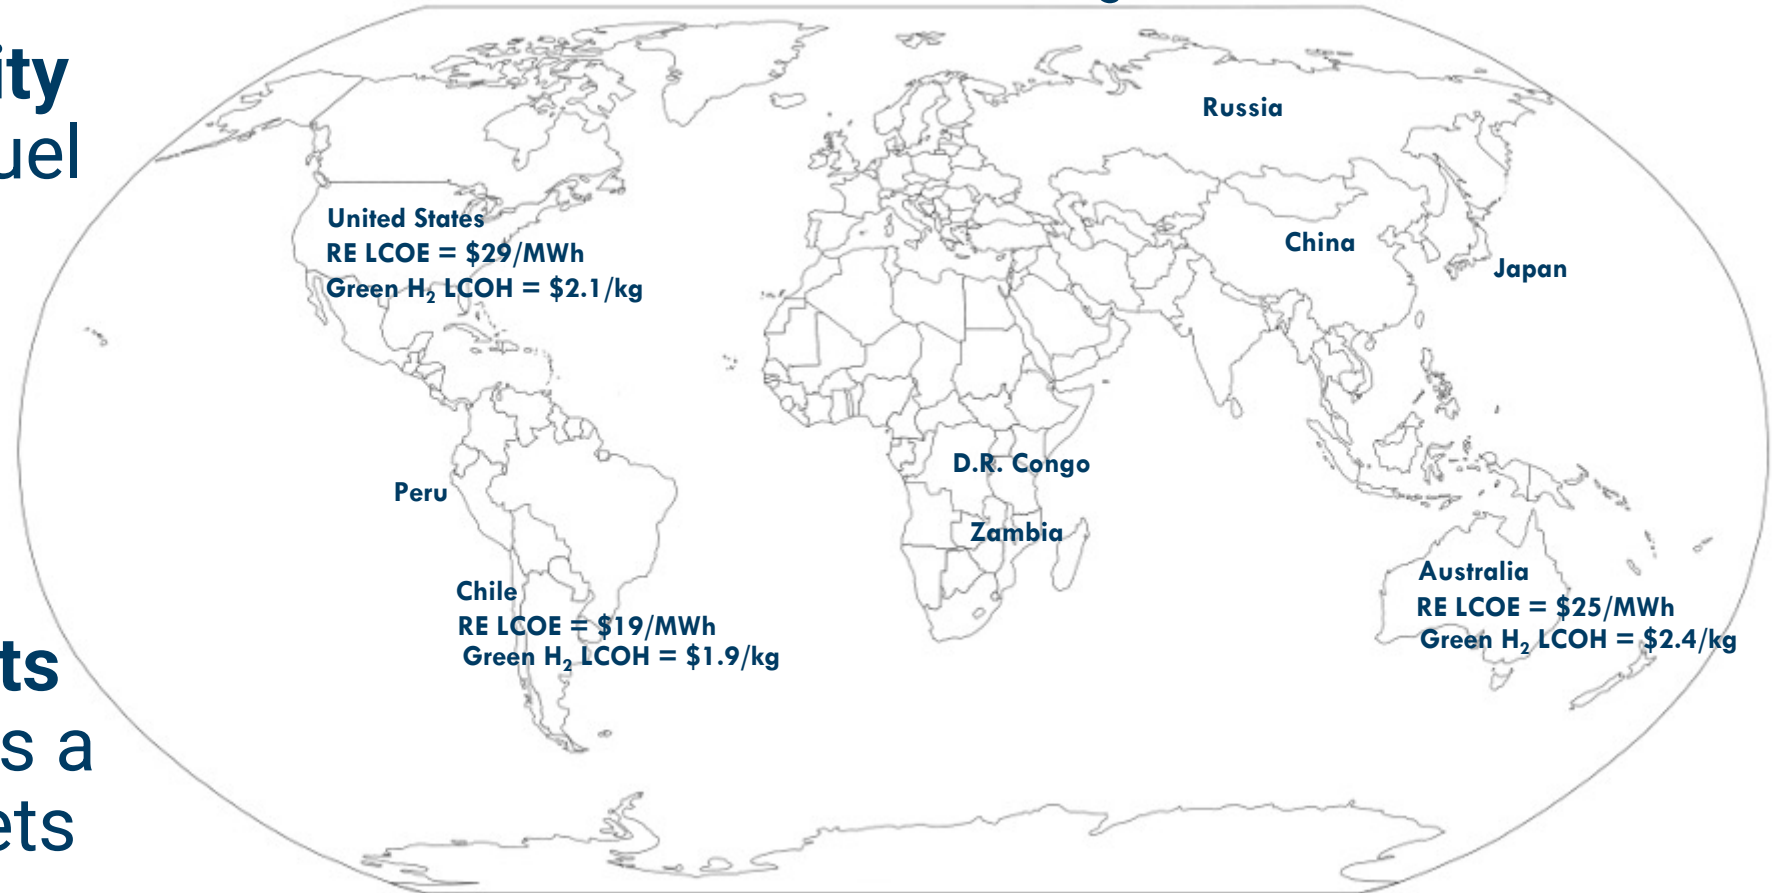 ity
uel
ts
s a
ets
Russia
United States
RE LCOE = $29/MWh
Green H₂ LCOH = $2.1/kg
China
Japan
D.R. Congo
Peru
Zambia
Chile
RE LCOE = $19/MWh
Green H₂ LCOH = $1.9/kg
Australia
RE LCOE = $25/MWh
Green H₂ LCOH = $2.4/kg